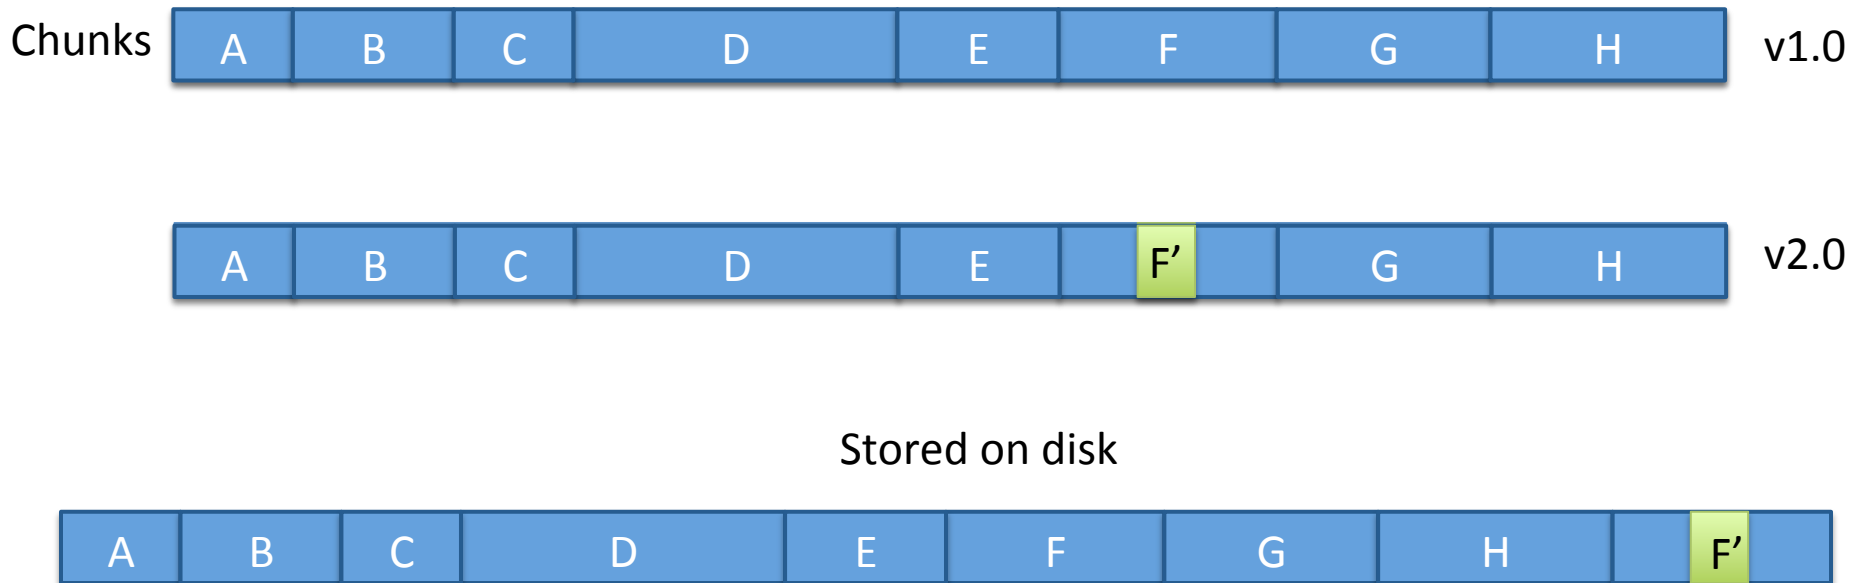 Chunks A B C D E F G H v1.0
A B C D E F’ G H v2.0
Stored on disk
A B C D E F G H F’